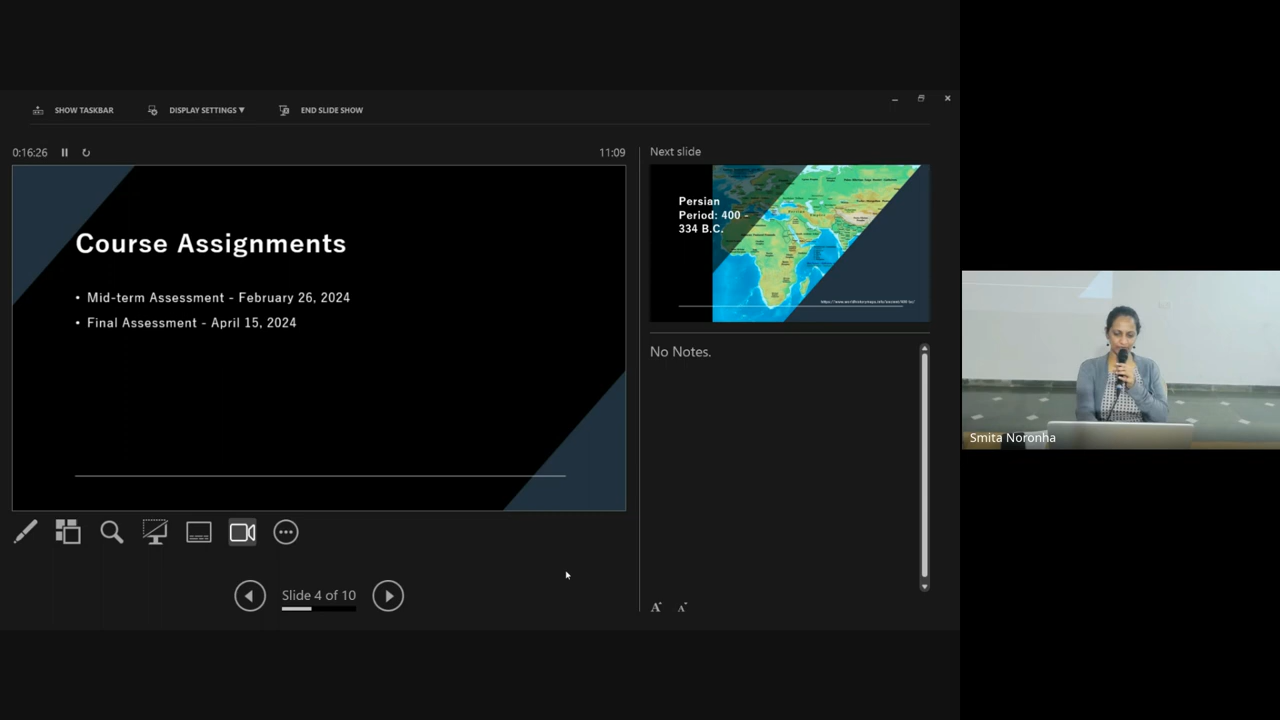 SHOW TASKBAR
DISPLAY SETTINGS ▼
END SLIDE SHOW
0:16:26
11:09
Next slide
Course Assignments
• Mid-term Assessment - February 26, 2024
• Final Assessment - April 15, 2024
Persian
Period: 400 -
334 B.C.
No Notes.
Smita Noronha
Slide 4 of 10